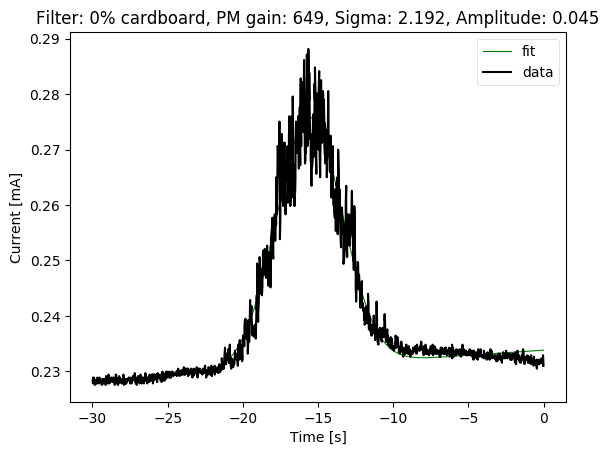 Filter: 0% cardboard, PM gain: 649, Sigma: 2.192, Amplitude: 0.045
0.29
fit
data
0.28
0.27
0.26
Current [mA]
0.25
0.24
0.23
−30 −25 −20 −15 −10 −5 0
Time [s]